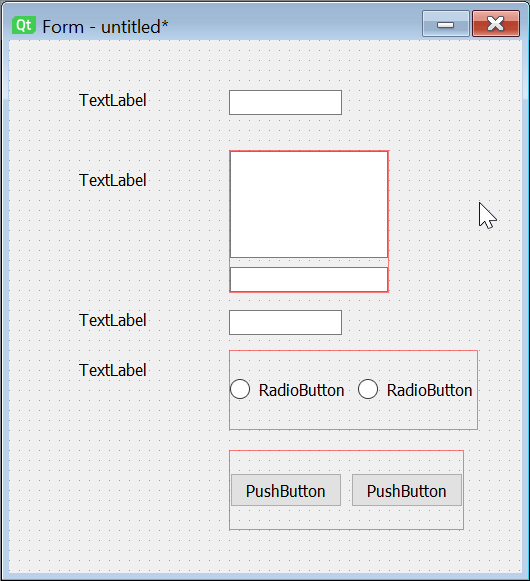 Qt Form - untitled*
TextLabel
TextLabel
TextLabel
TextLabel
RadioButton RadioButton
PushButton PushButton